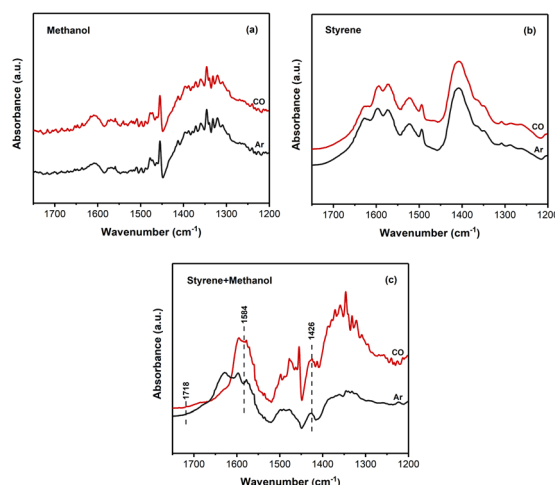 Methanol (a)
Absorbance (a.u.)
CO
Ar
1700 1600 1500 1400 1300 1200
Wavenumber (cm⁻¹)
Styrene (b)
Absorbance (a.u.)
CO
Ar
1700 1600 1500 1400 1300 1200
Wavenumber (cm⁻¹)
Styrene+Methanol (c)
Absorbance (a.u.)
1718
1584
1426
CO
Ar
1700 1600 1500 1400 1300 1200
Wavenumber (cm⁻¹)